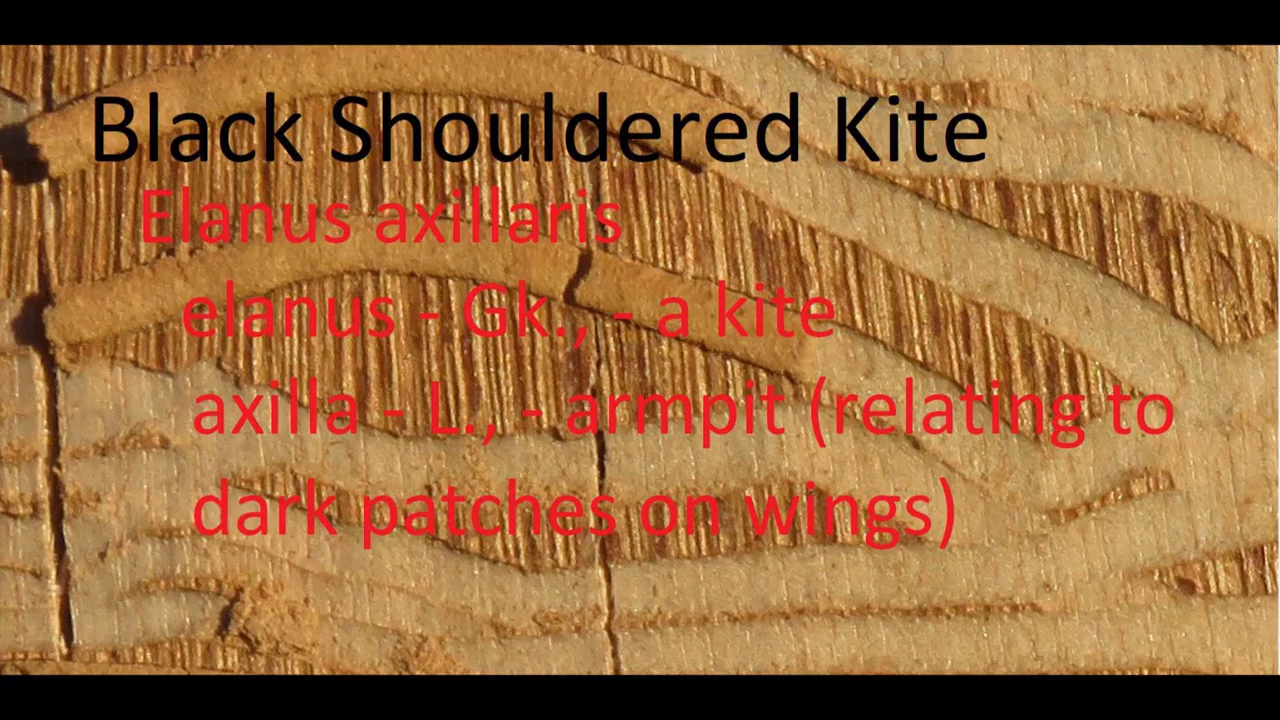 Black Shouldered Kite
Elanus axillaris
elanus - Gk., - a kite
axilla - L.,  - armpit (relating to
dark patches on wings)